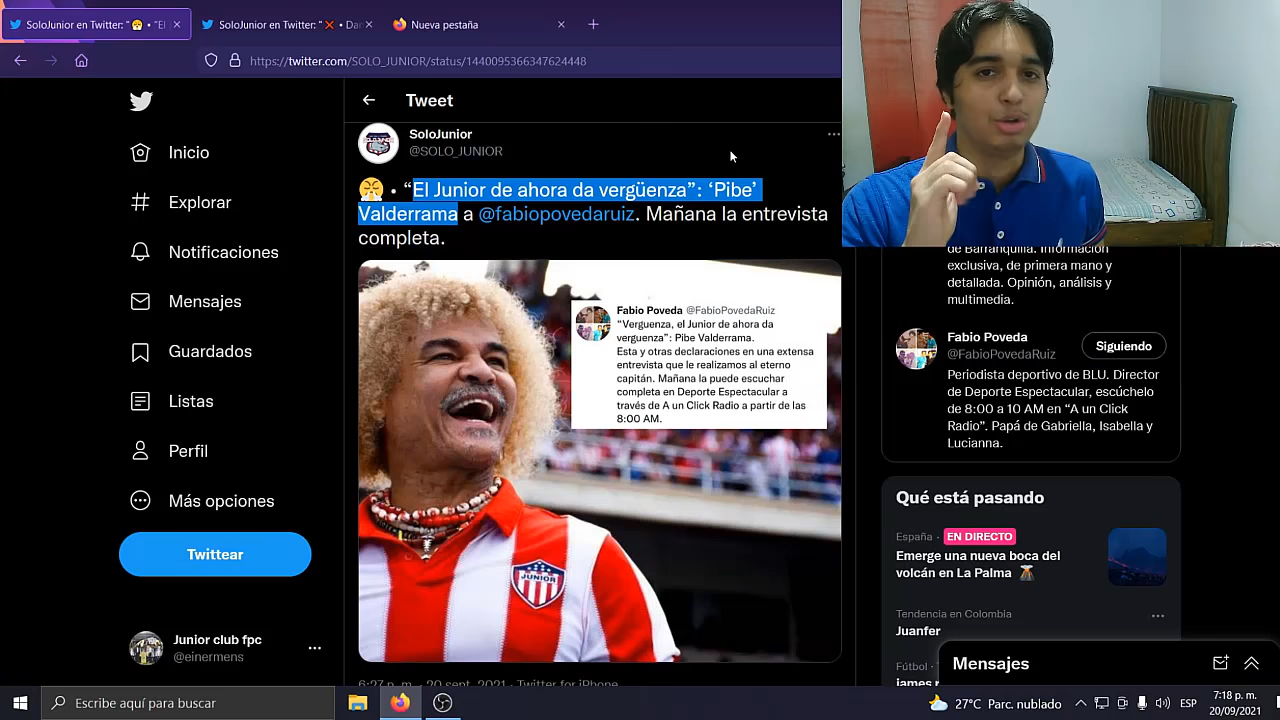 SoloJunior en Twitter: "😤 • "El
SoloJunior en Twitter: "❌ • Dan
Nueva pestaña
https://twitter.com/SOLO_JUNIOR/status/1440095366347624448
Tweet
SoloJunior
@SOLO_JUNIOR
😤 • “El Junior de ahora da vergüenza”: ‘Pibe’
Valderrama a @fabiopovedaruiz. Mañana la entrevista
completa.
Fabio Poveda @FabioPovedaRuiz
“Verguenza, el Junior de ahora da
verguenza”: Pibe Valderrama.
Esta y otras declaraciones en una extensa
entrevista que le realizamos al eterno
capitán. Mañana la puede escuchar
completa en Deporte Espectacular a
través de A un Click Radio a partir de las
8:00 AM.
JUNIOR
6:27 p. m. · 20 sept. 2021 · Twitter for iPhone
Inicio
Explorar
Notificaciones
Mensajes
Guardados
Listas
Perfil
Más opciones
Twittear
Junior club fpc
@einermens
de Barranquilla. Información
exclusiva, de primera mano y
detallada. Opinión, análisis y
multimedia.
Fabio Poveda
@FabioPovedaRuiz
Siguiendo
Periodista deportivo de BLU. Director
de Deporte Espectacular, escúchelo
de 8:00 a 10 AM en “A un Click
Radio”. Papá de Gabriella, Isabella y
Lucianna.
Qué está pasando
España · EN DIRECTO
Emerge una nueva boca del
volcán en La Palma 🌋
Tendencia en Colombia
Juanfer
Fútbol ·
james r
Mensajes
Escribe aquí para buscar
27°C Parc. nublado
ESP
7:18 p. m.
20/09/2021